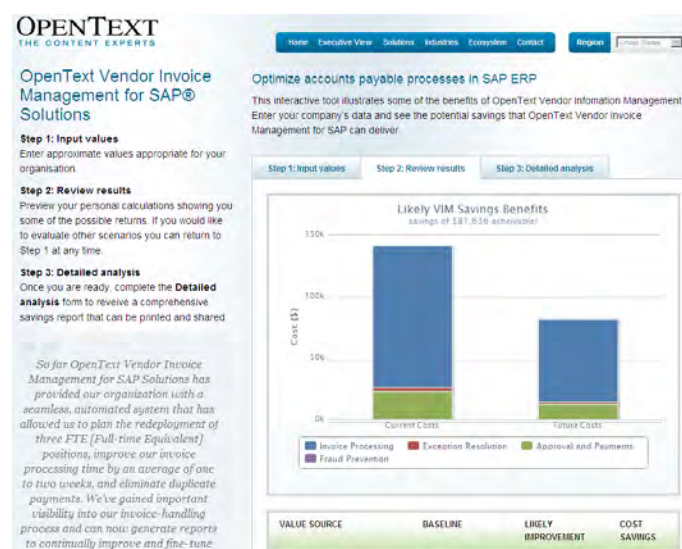 OPENTEXT
THE CONTENT EXPERTS
Home Executive View Solutions Industries Ecosystem Contact
Region United States
OpenText Vendor Invoice
Management for SAP®
Solutions
Step 1: Input values
Enter approximate values appropriate for your
organisation.
Step 2: Review results
Preview your personal calculations showing you
some of the possible returns. If you would like
to evaluate other scenarios you can return to
Step 1 at any time.
Step 3: Detailed analysis
Once you are ready, complete the Detailed
analysis form to reveive a comprehensive
savings report that can be printed and shared
So far OpenText Vendor Invoice
Management for SAP Solutions has
provided our organization with a
seamless, automated system that has
allowed us to plan the redeployment of
three FTE [Full-time Equivalent]
positions, improve our invoice
processing time by an average of one
to two weeks, and eliminate duplicate
payments. We've gained important
visibility into our invoice-handling
process and can now generate reports
to continually improve and fine-tune
Optimize accounts payable processes in SAP ERP
This interactive tool illustrates some of the benefits of OpenText Vendor Infomation Management
Enter your company's data and see the potential savings that OpenText Vendor Invoice
Management for SAP can deliver.
Step 1: Input values Step 2: Review results Step 3: Detailed analysis
Likely VIM Savings Benefits
savings of $81,636 achievable!
150k
100k
50k
0k
Cost ($)
Current Costs Future Costs
Invoice Processing Exception Resolution Approval and Payments
Fraud Prevention
VALUE SOURCE BASELINE LIKELY IMPROVEMENT COST SAVINGS